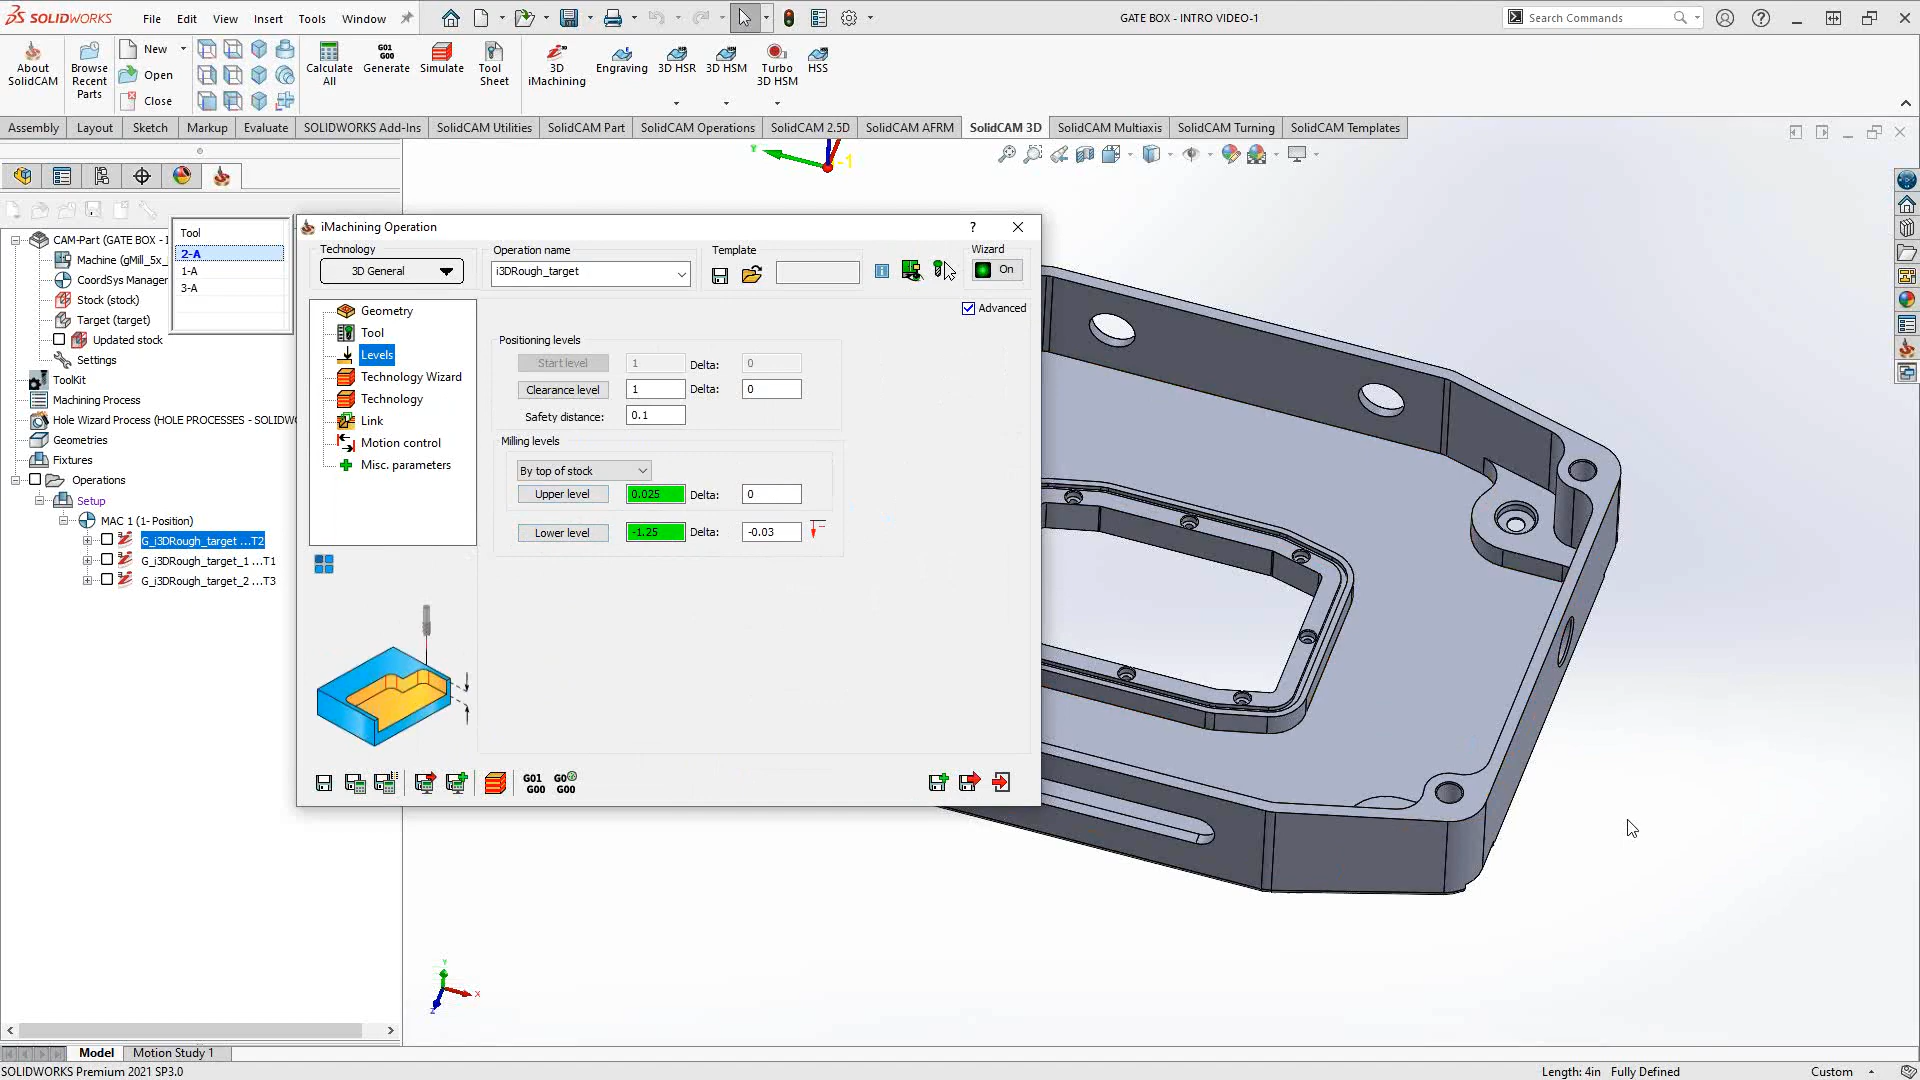 SOLIDWORKS
File Edit View Insert Tools Window
GATE BOX - INTRO VIDEO-1
Search Commands
About SolidCAM
Browse Recent Parts
New
Open
Close
Calculate All
G01 G00
Generate
Simulate
Tool Sheet
3D iMachining
Engraving
3D HSR
3D HSM
Turbo 3D HSM
HSS
Assembly Layout Sketch Markup Evaluate SOLIDWORKS Add-Ins SolidCAM Utilities SolidCAM Part SolidCAM Operations SolidCAM 2.5D SolidCAM AFRM SolidCAM 3D SolidCAM Multiaxis SolidCAM Turning SolidCAM Templates
Y
-1
CAM-Part (GATE BOX - I
Machine (gMill_5x_
CoordSys Manager
Stock (stock)
Target (target)
Updated stock
Settings
ToolKit
Machining Process
Hole Wizard Process (HOLE PROCESSES - SOLIDW
Geometries
Fixtures
Operations
Setup
MAC 1 (1- Position)
G_i3DRough_target ...T2
G_i3DRough_target_1 ...T1
G_i3DRough_target_2 ...T3
Tool
2-A
1-A
3-A
iMachining Operation
Technology
3D General
Operation name
i3DRough_target
Template
Wizard
On
Advanced
Geometry
Tool
Levels
Technology Wizard
Technology
Link
Motion control
Misc. parameters
Positioning levels
Start level 1 Delta: 0
Clearance level 1 Delta: 0
Safety distance: 0.1
Milling levels
By top of stock
Upper level 0.025 Delta: 0
Lower level -1.25 Delta: -0.03
G01 G00
G0 G00
Y
X
Z
Model Motion Study 1
SOLIDWORKS Premium 2021 SP3.0
Length: 4in Fully Defined
Custom